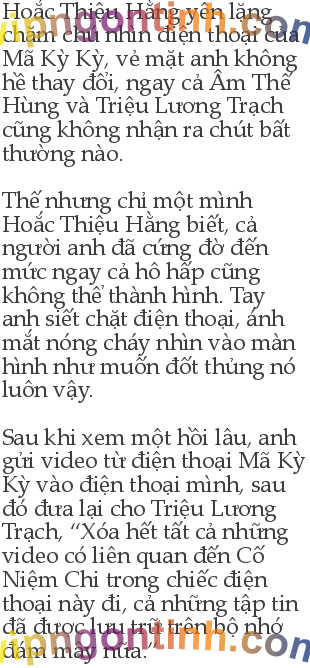 Hoắc Thiệu Hằng yên lặng
chăm chú nhìn điện thoại của
Mã Kỳ Kỳ, vẻ mặt anh không
hề thay đổi, ngay cả Âm Thế
Hùng và Triệu Lương Trạch
cũng không nhận ra chút bất
thường nào.
Thế nhưng chỉ một mình
Hoắc Thiệu Hằng biết, cả
người anh đã cứng đờ đến
mức ngay cả hô hấp cũng
không thể thành hình. Tay
anh siết chặt điện thoại, ánh
mắt nóng cháy nhìn vào màn
hình như muốn đốt thủng nó
luôn vậy.
Sau khi xem một hồi lâu, anh
gửi video từ điện thoại Mã Kỳ
Kỳ vào điện thoại mình, sau
đó đưa lại cho Triệu Lương
Trạch, “Xóa hết tất cả những
video có liên quan đến Cố
Niệm Chi trong chiếc điện
thoại này đi, cả những tập tin
đã được lưu trữ trên bộ nhớ
đám mây nữa.”
vipngontinh.com
vipngontinh.com